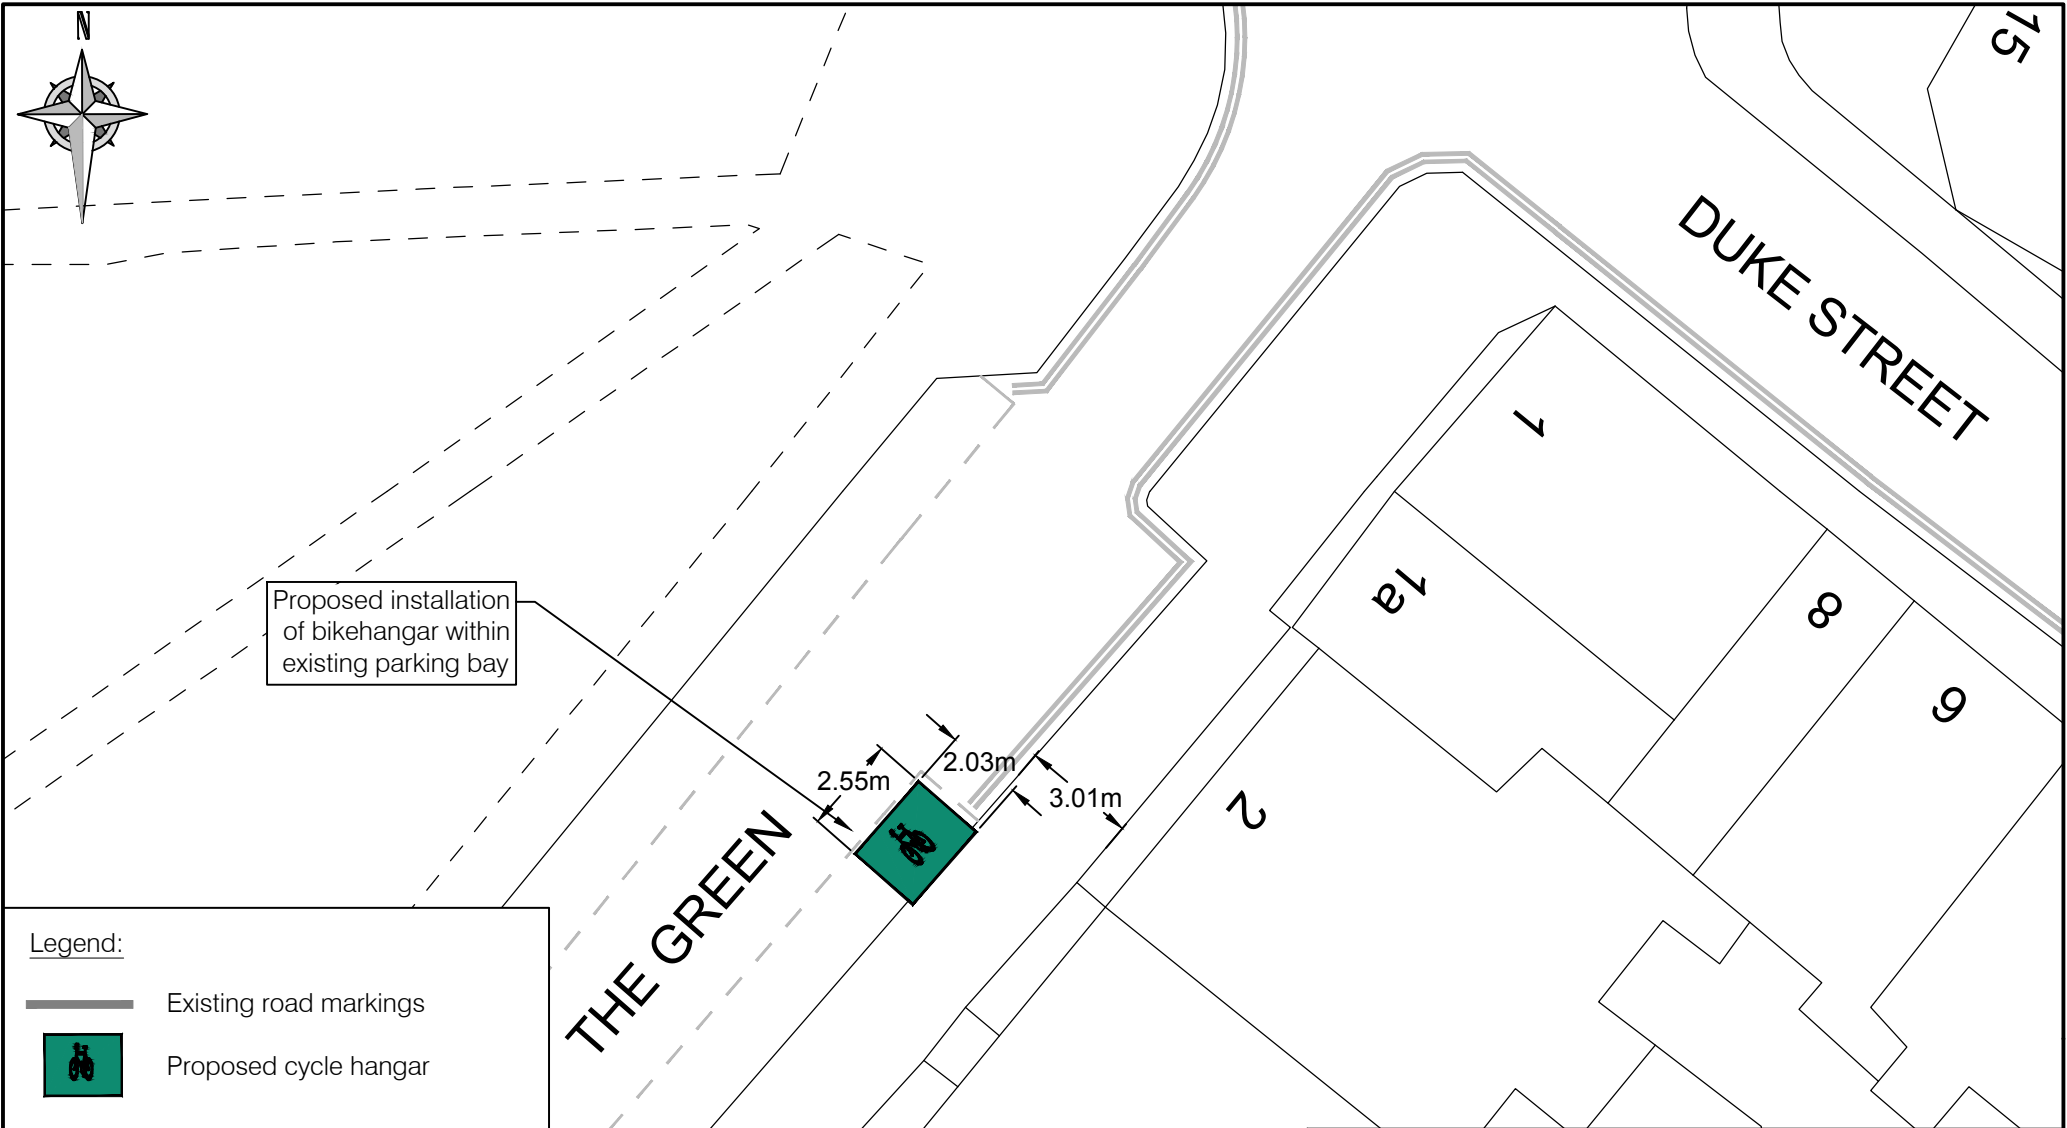 N
15
DUKE STREET
1
1a
8
9
Proposed installation
of bikehangar within
existing parking bay
2.03m
2.55m
3.01m
2
THE GREEN
Legend:
Existing road markings
Proposed cycle hangar